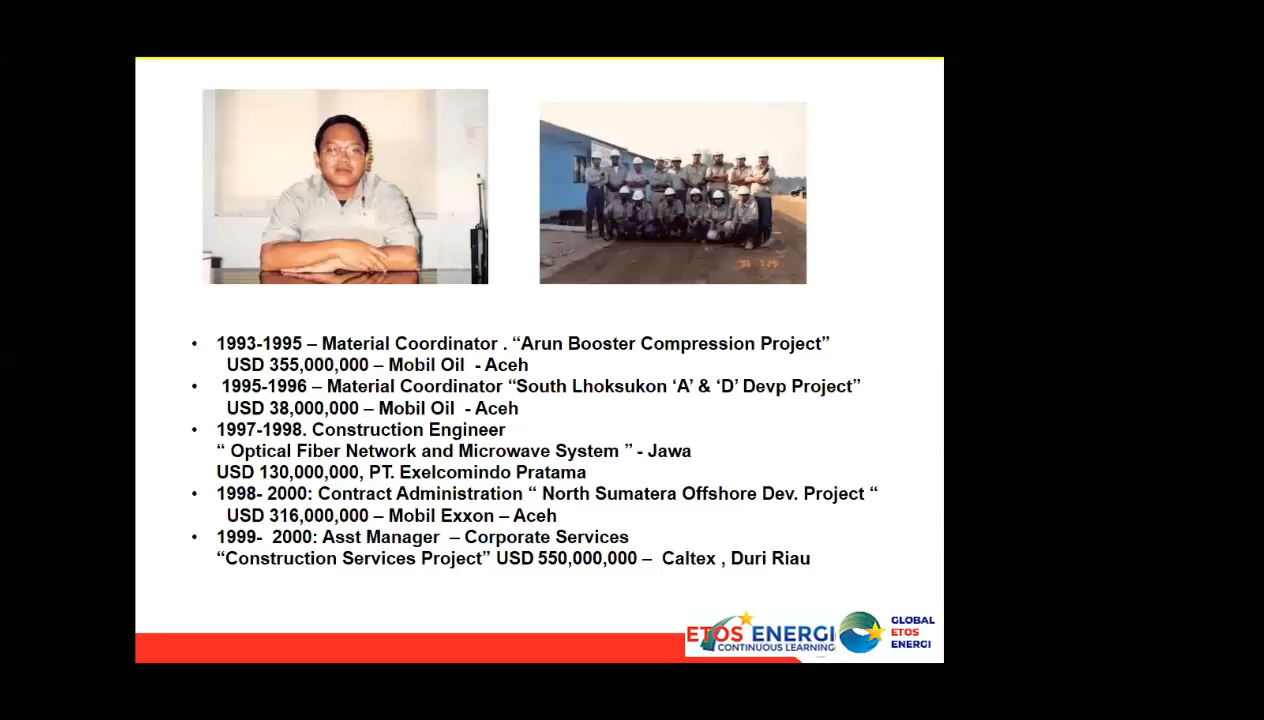 • 1993-1995 – Material Coordinator . “Arun Booster Compression Project”
USD 355,000,000 – Mobil Oil - Aceh
• 1995-1996 – Material Coordinator “South Lhoksukon ‘A’ & ‘D’ Devp Project”
USD 38,000,000 – Mobil Oil - Aceh
• 1997-1998. Construction Engineer
“ Optical Fiber Network and Microwave System ” - Jawa
USD 130,000,000, PT. Exelcomindo Pratama
• 1998- 2000: Contract Administration “ North Sumatera Offshore Dev. Project “
USD 316,000,000 – Mobil Exxon – Aceh
• 1999- 2000: Asst Manager – Corporate Services
“Construction Services Project” USD 550,000,000 – Caltex , Duri Riau
ETOS ENERGI
CONTINUOUS LEARNING
GLOBAL
ETOS
ENERGI